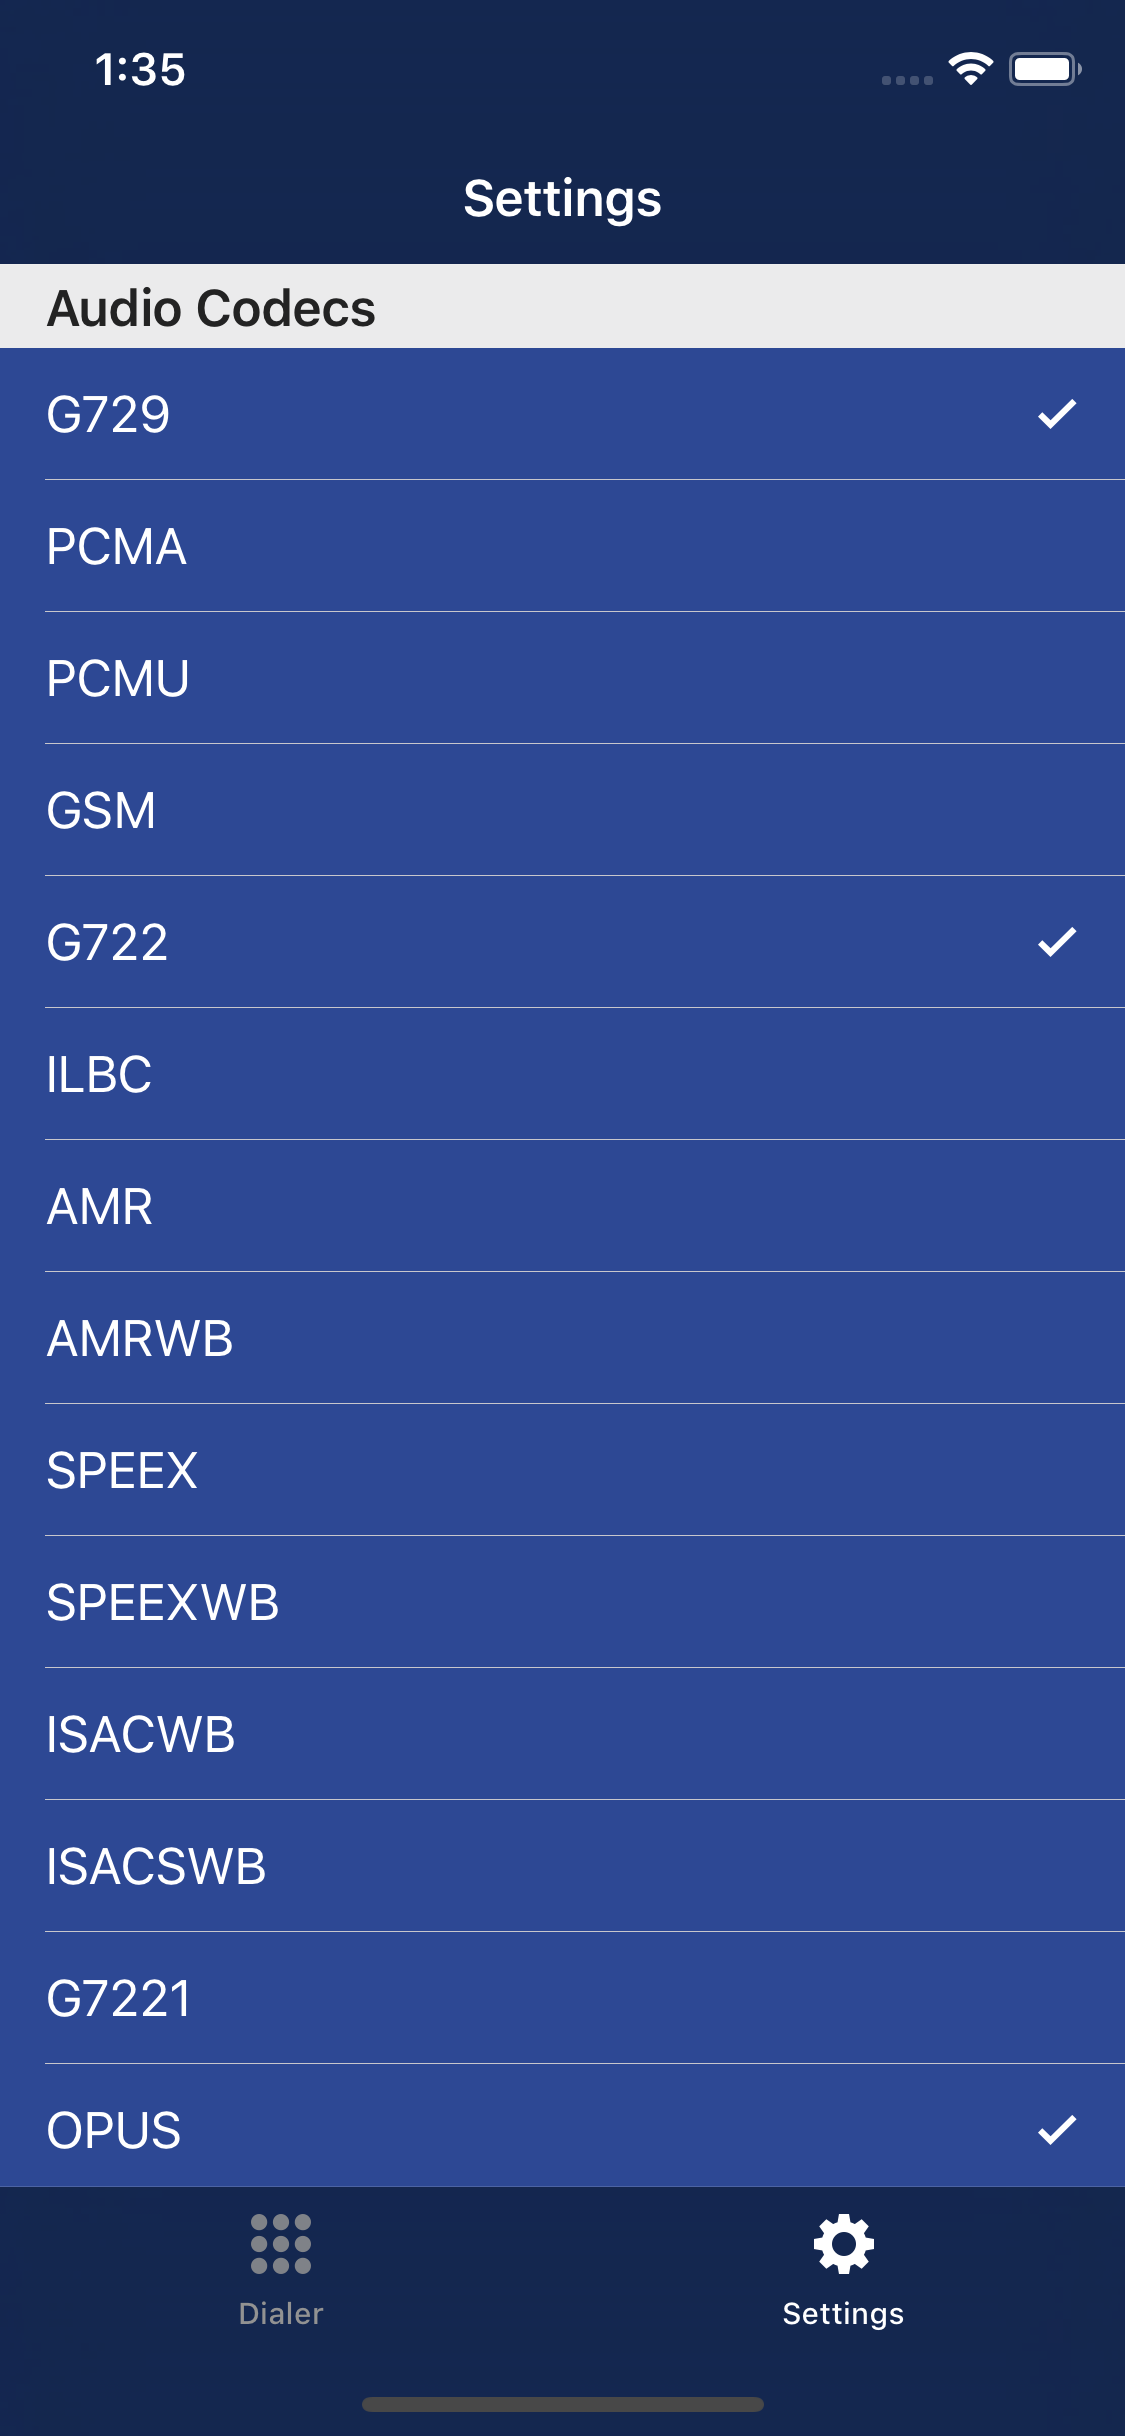 1:35
Settings
Audio Codecs
G729
PCMA
PCMU
GSM
G722
ILBC
AMR
AMRWB
SPEEX
SPEEXWB
ISACWB
ISACSWB
G7221
OPUS
Dialer
Settings